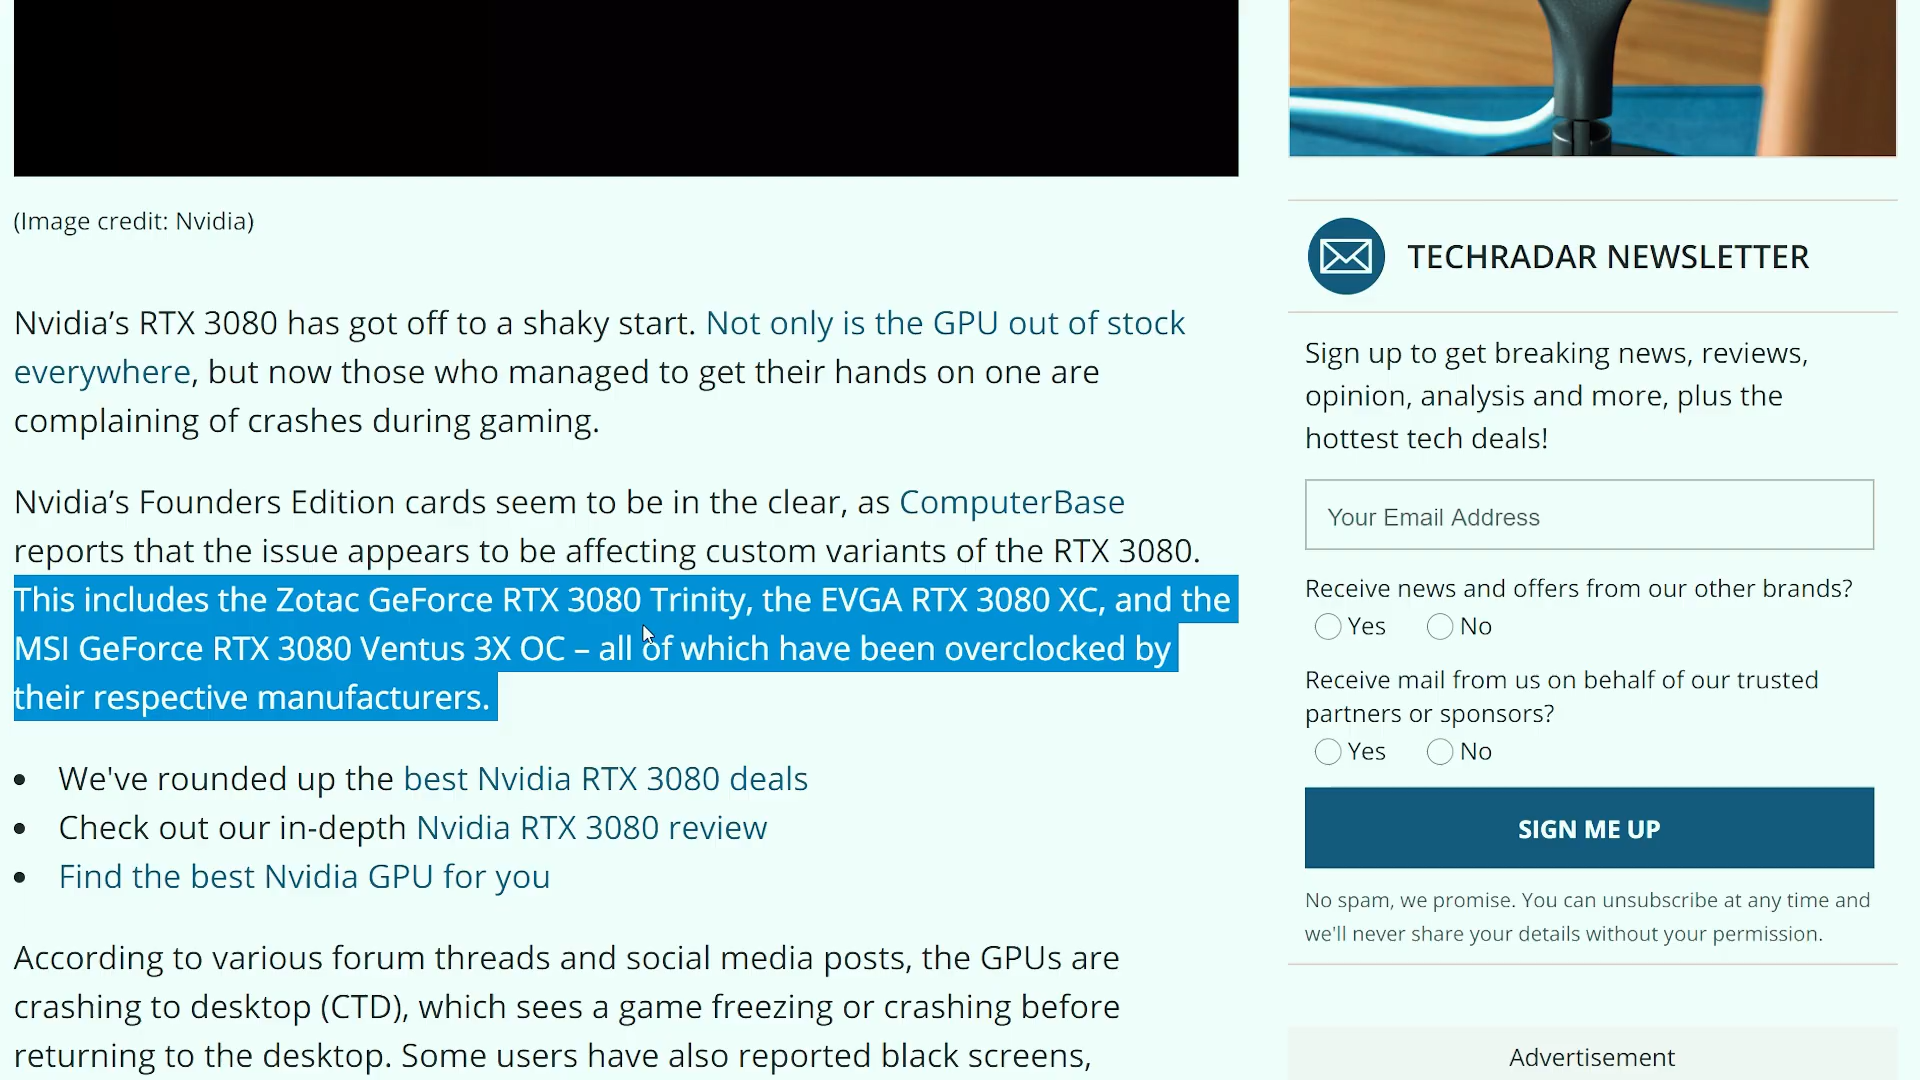 (Image credit: Nvidia)
Nvidia’s RTX 3080 has got off to a shaky start. Not only is the GPU out of stock
everywhere, but now those who managed to get their hands on one are
complaining of crashes during gaming.
Nvidia’s Founders Edition cards seem to be in the clear, as ComputerBase
reports that the issue appears to be affecting custom variants of the RTX 3080.
This includes the Zotac GeForce RTX 3080 Trinity, the EVGA RTX 3080 XC, and the
MSI GeForce RTX 3080 Ventus 3X OC – all of which have been overclocked by
their respective manufacturers.
• We've rounded up the best Nvidia RTX 3080 deals
• Check out our in-depth Nvidia RTX 3080 review
• Find the best Nvidia GPU for you
According to various forum threads and social media posts, the GPUs are
crashing to desktop (CTD), which sees a game freezing or crashing before
returning to the desktop. Some users have also reported black screens,
TECHRADAR NEWSLETTER
Sign up to get breaking news, reviews,
opinion, analysis and more, plus the
hottest tech deals!
Your Email Address
Receive news and offers from our other brands?
Yes No
Receive mail from us on behalf of our trusted
partners or sponsors?
Yes No
SIGN ME UP
No spam, we promise. You can unsubscribe at any time and
we'll never share your details without your permission.
Advertisement